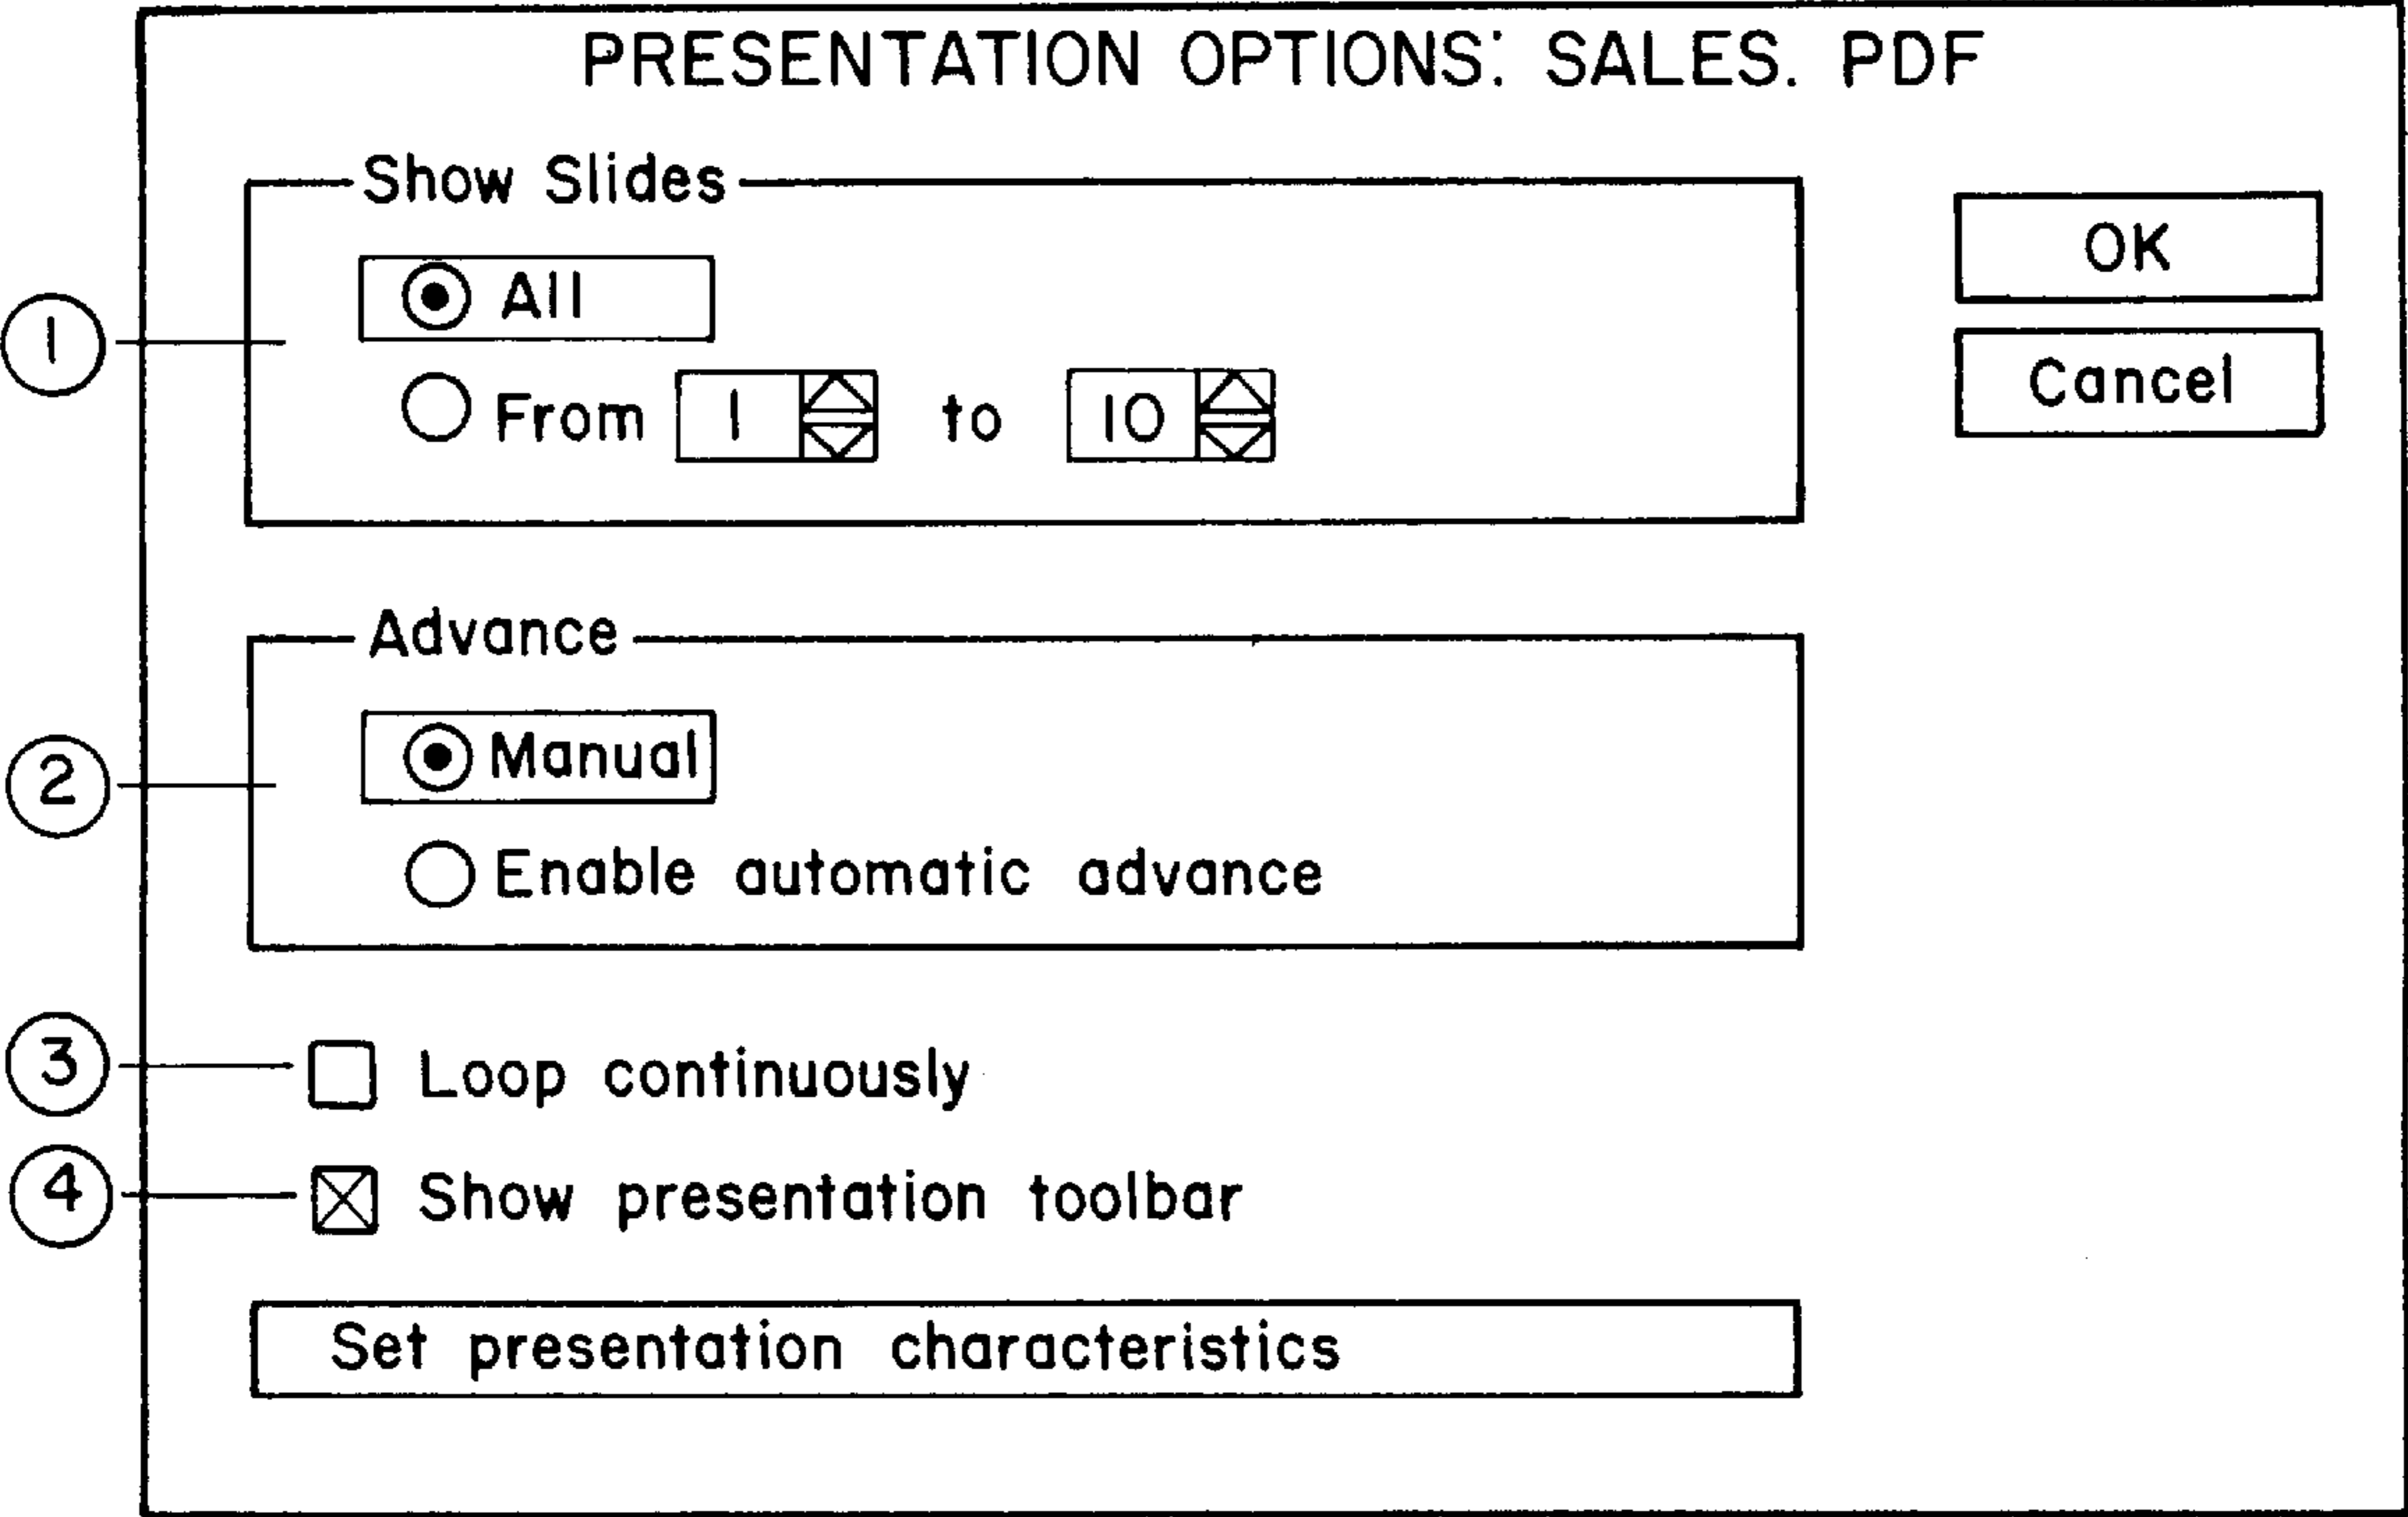 PRESENTATION OPTIONS: SALES. PDF
Show Slides
All
OK
1
From 1 to 10
Cancel
Advance
Manual
2
Enable automatic advance
3 Loop continuously
4 Show presentation toolbar
Set presentation characteristics